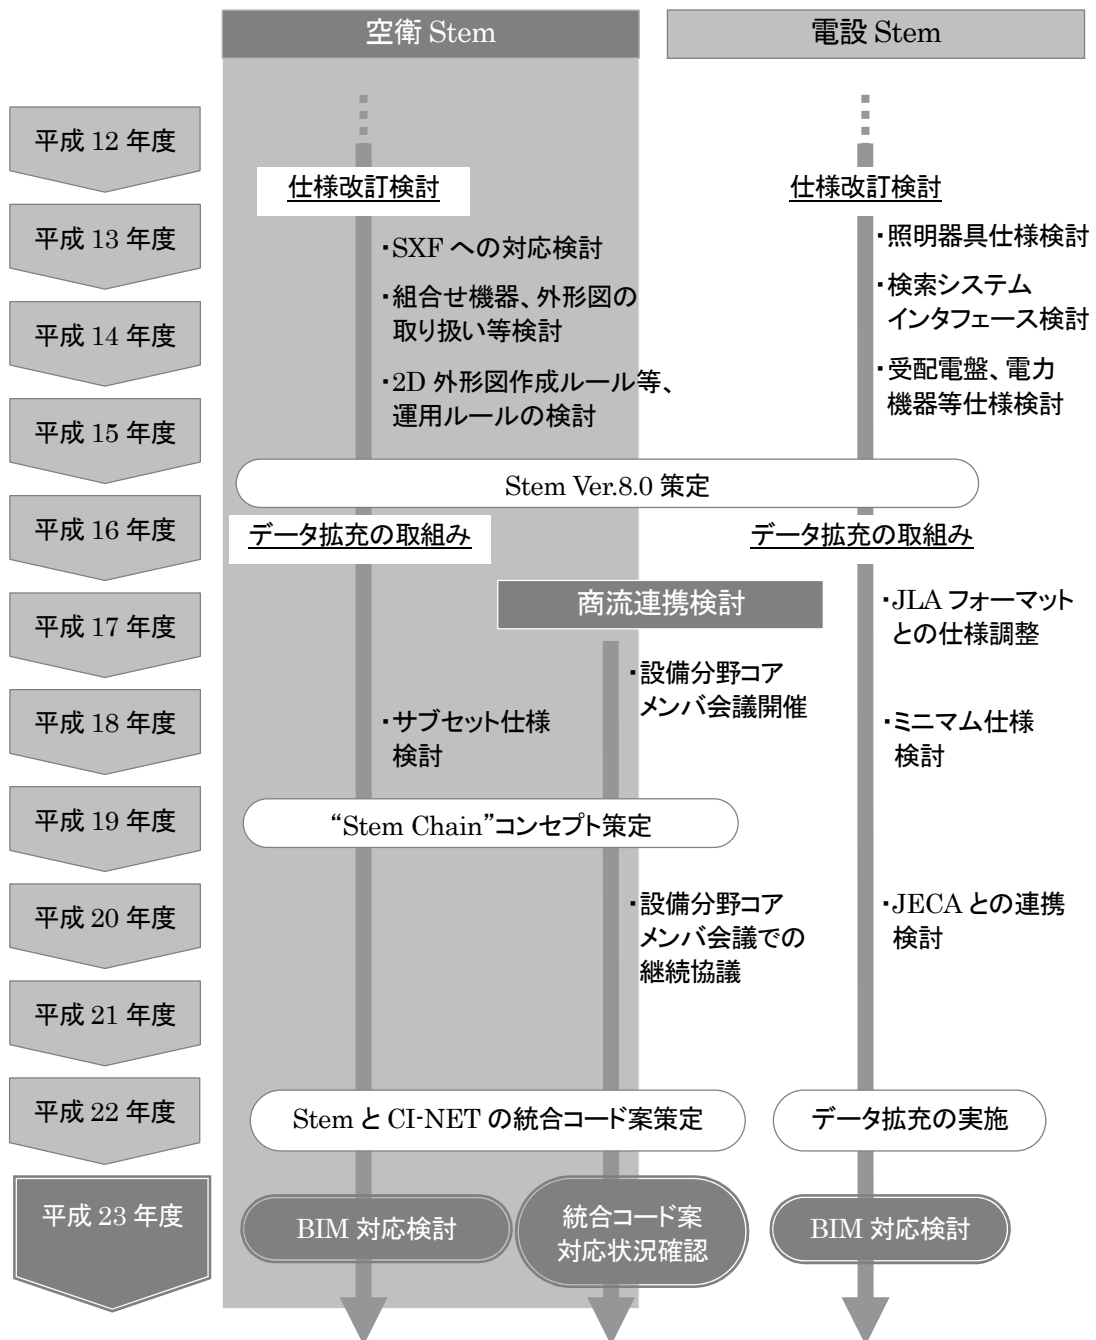 空衛 Stem
電設 Stem
平成 12 年度
仕様改訂検討
仕様改訂検討
平成 13 年度
・SXF への対応検討
・照明器具仕様検討
・組合せ機器、外形図の
取り扱い等検討
・検索システム
インタフェース検討
平成 14 年度
・2D 外形図作成ルール等、
運用ルールの検討
・受配電盤、電力
機器等仕様検討
平成 15 年度
Stem Ver.8.0 策定
平成 16 年度
データ拡充の取組み
データ拡充の取組み
商流連携検討
平成 17 年度
・JLA フォーマット
との仕様調整
・設備分野コア
メンバ会議開催
平成 18 年度
・サブセット仕様
検討
・ミニマム仕様
検討
平成 19 年度
“Stem Chain”コンセプト策定
平成 20 年度
・設備分野コア
メンバ会議での
継続協議
・JECA との連携
検討
平成 21 年度
平成 22 年度
Stem と CI-NET の統合コード案策定
データ拡充の実施
平成 23 年度
BIM 対応検討
統合コード案
対応状況確認
BIM 対応検討